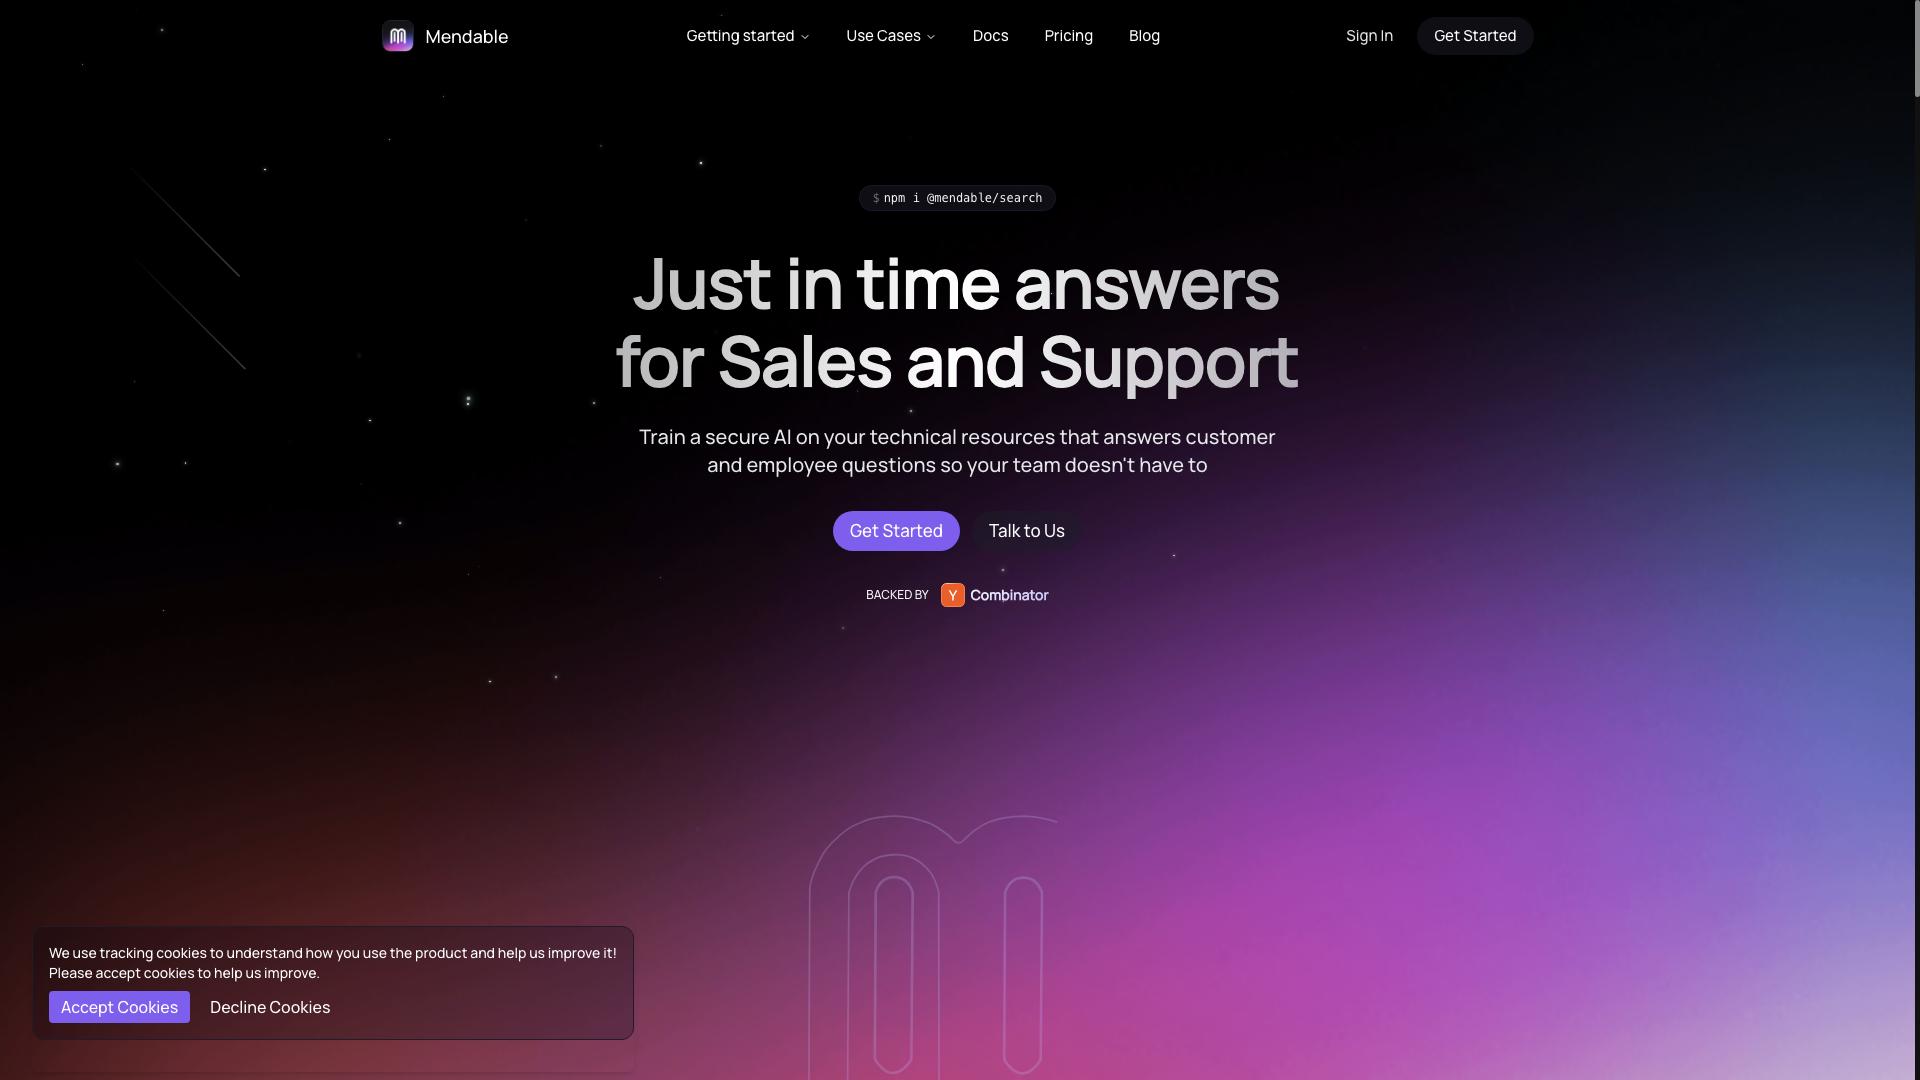 Mendable
Getting started
Use Cases
Docs
Pricing
Blog
Sign In
Get Started
$ npm i @mendable/search
Just in time answers
for Sales and Support
Train a secure AI on your technical resources that answers customer
and employee questions so your team doesn't have to
Get Started
Talk to Us
BACKED BY Y Combinator
We use tracking cookies to understand how you use the product and help us improve it!
Please accept cookies to help us improve.
Accept Cookies
Decline Cookies